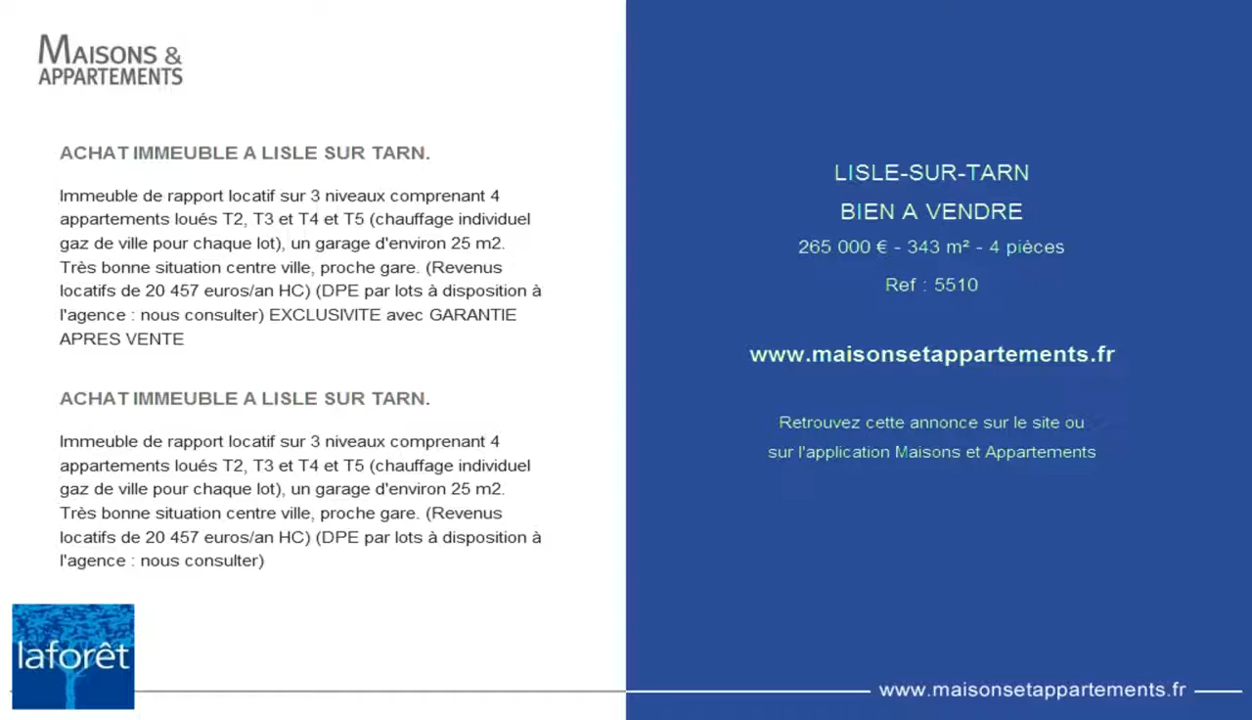 MAISONS &
APPARTEMENTS
ACHAT IMMEUBLE A LISLE SUR TARN.
Immeuble de rapport locatif sur 3 niveaux comprenant 4
appartements loués T2, T3 et T4 et T5 (chauffage individuel
gaz de ville pour chaque lot), un garage d'environ 25 m2.
Très bonne situation centre ville, proche gare. (Revenus
locatifs de 20 457 euros/an HC) (DPE par lots à disposition à
l'agence : nous consulter) EXCLUSIVITE avec GARANTIE
APRES VENTE
ACHAT IMMEUBLE A LISLE SUR TARN.
Immeuble de rapport locatif sur 3 niveaux comprenant 4
appartements loués T2, T3 et T4 et T5 (chauffage individuel
gaz de ville pour chaque lot), un garage d'environ 25 m2.
Très bonne situation centre ville, proche gare. (Revenus
locatifs de 20 457 euros/an HC) (DPE par lots à disposition à
l'agence : nous consulter)
laforêt
LISLE-SUR-TARN
BIEN A VENDRE
265 000 € - 343 m² - 4 pièces
Ref : 5510
www.maisonsetappartements.fr
Retrouvez cette annonce sur le site ou
sur l'application Maisons et Appartements
www.maisonsetappartements.fr